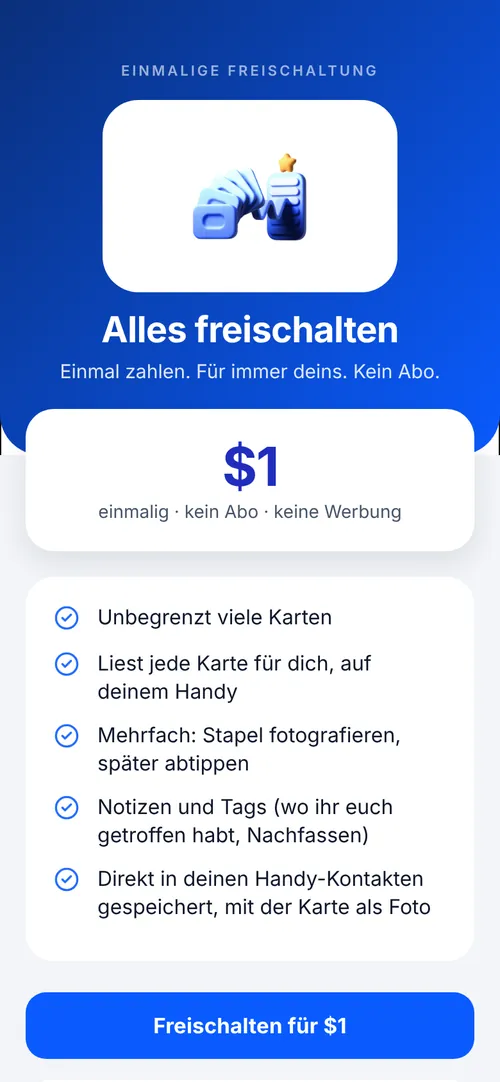 EINMALIGE FREISCHALTUNG
Alles freischalten
Einmal zahlen. Für immer deins. Kein Abo.
$1
einmalig · kein Abo · keine Werbung
Unbegrenzt viele Karten
Liest jede Karte für dich, auf
deinem Handy
Mehrfach: Stapel fotografieren,
später abtippen
Notizen und Tags (wo ihr euch
getroffen habt, Nachfassen)
Direkt in deinen Handy-Kontakten
gespeichert, mit der Karte als Foto
Freischalten für $1